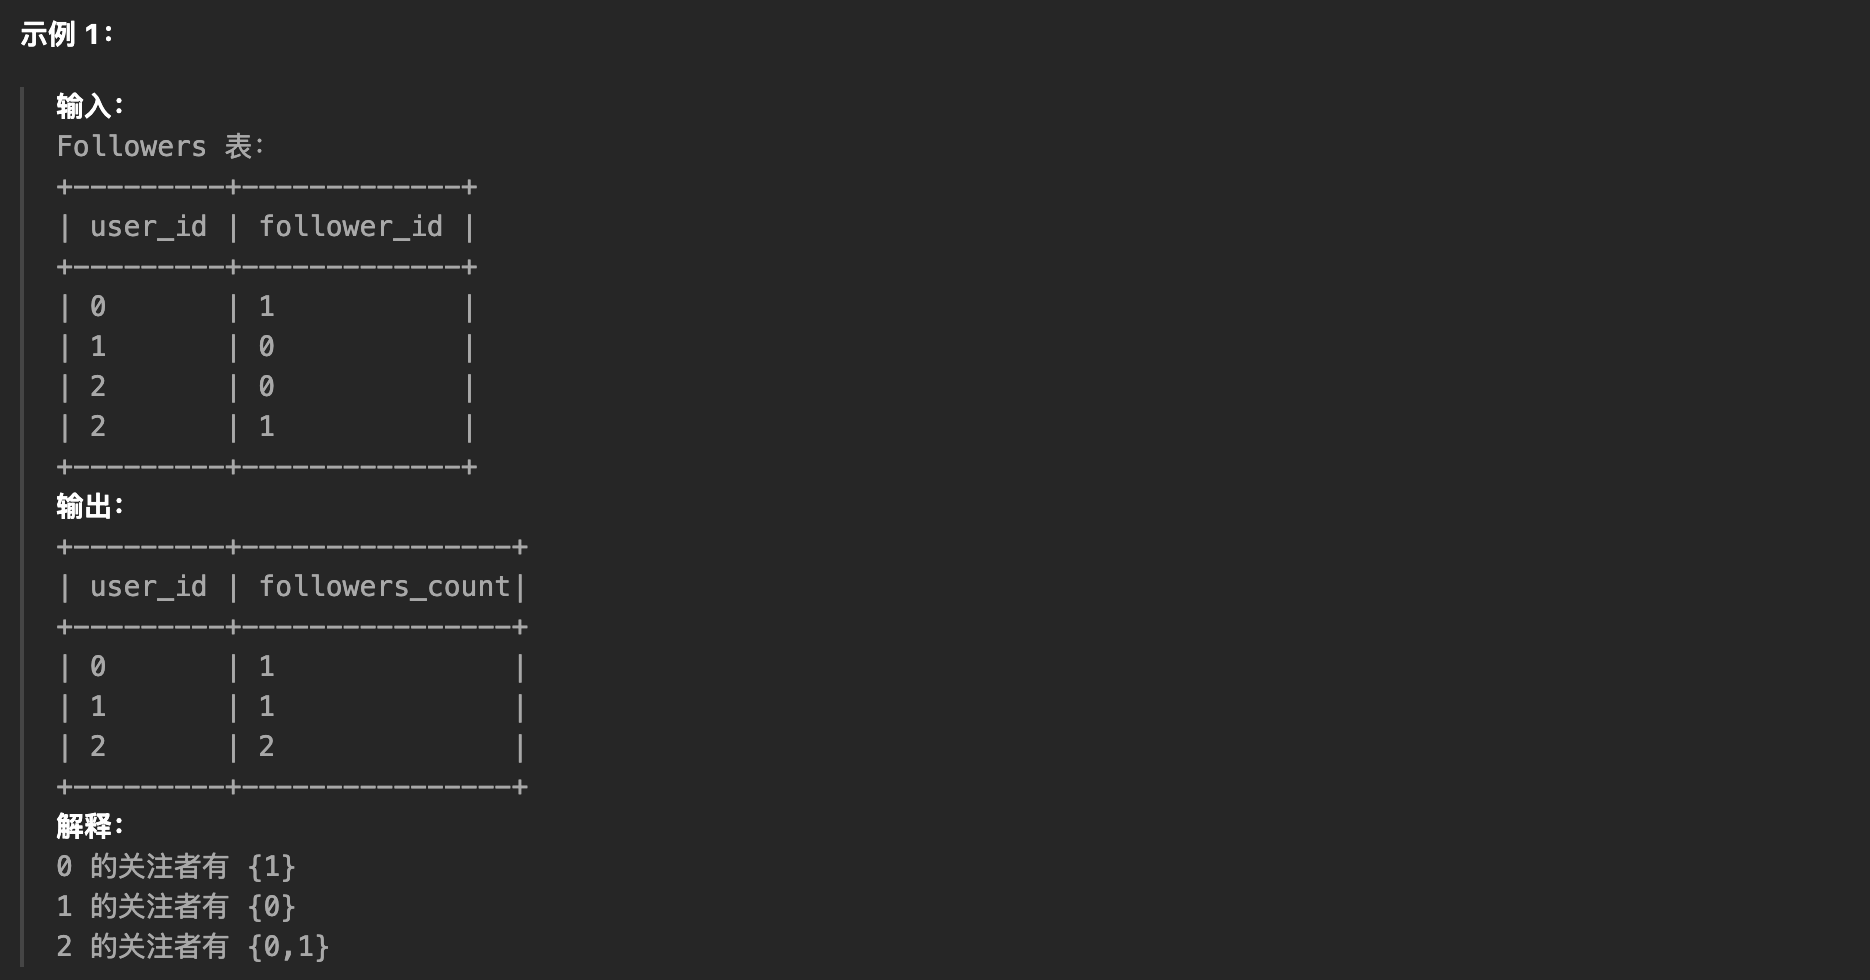 示例 1：
输入：
Followers 表：
+---------+-------------+
| user_id | follower_id |
+---------+-------------+
| 0       | 1           |
| 1       | 0           |
| 2       | 0           |
| 2       | 1           |
+---------+-------------+
输出：
+---------+----------------+
| user_id | followers_count|
+---------+----------------+
| 0       | 1              |
| 1       | 1              |
| 2       | 2              |
+---------+----------------+
解释：
0 的关注者有 {1}
1 的关注者有 {0}
2 的关注者有 {0,1}